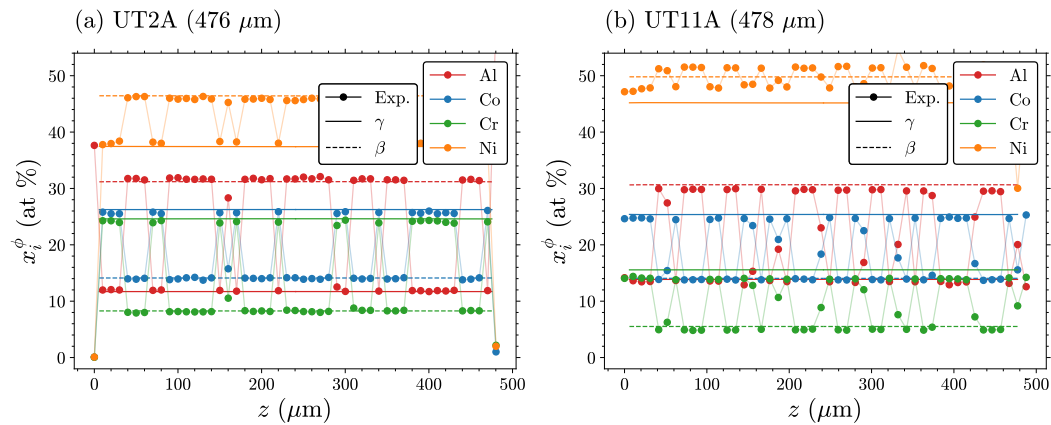 (a) UT2A (476 μm)
50
40
30
20
10
0
0
100
200
300
400
500
x_i^ϕ (at %)
z (μm)
Exp.
γ
β
Al
Co
Cr
Ni
(b) UT11A (478 μm)
50
40
30
20
10
0
0
100
200
300
400
500
x_i^ϕ (at %)
z (μm)
Exp.
γ
β
Al
Co
Cr
Ni